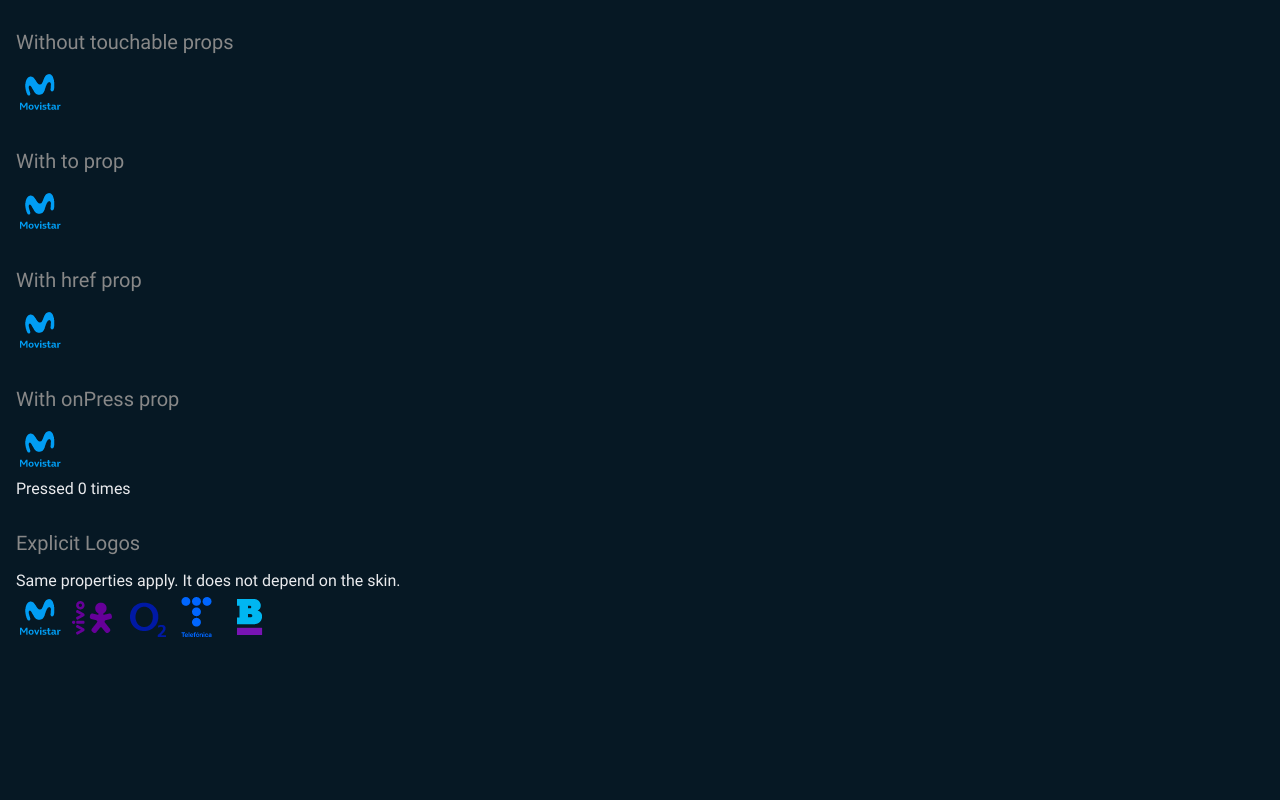 Without touchable props
Movistar
With to prop
Movistar
With href prop
Movistar
With onPress prop
Movistar
Pressed 0 times
Explicit Logos
Same properties apply. It does not depend on the skin.
Movistar vivo O2 Telefónica B